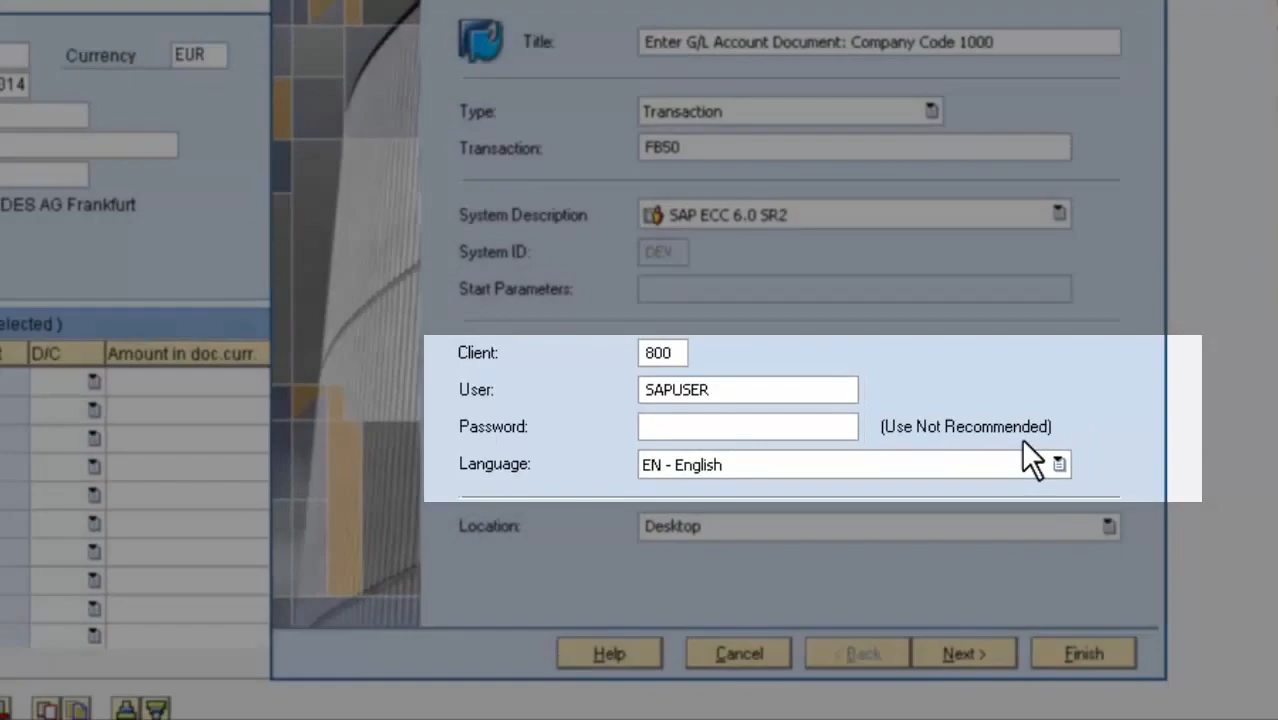 Currency EUR
014
DES AG Frankfurt
elected )
t D/C Amount in doc.curr.
Title: Enter G/L Account Document: Company Code 1000
Type: Transaction
Transaction: FB50
System Description SAP ECC 6.0 SR2
System ID: DEV
Start Parameters:
Client: 800
User: SAPUSER
Password: (Use Not Recommended)
Language: EN - English
Location: Desktop
Help Cancel < Back Next > Finish